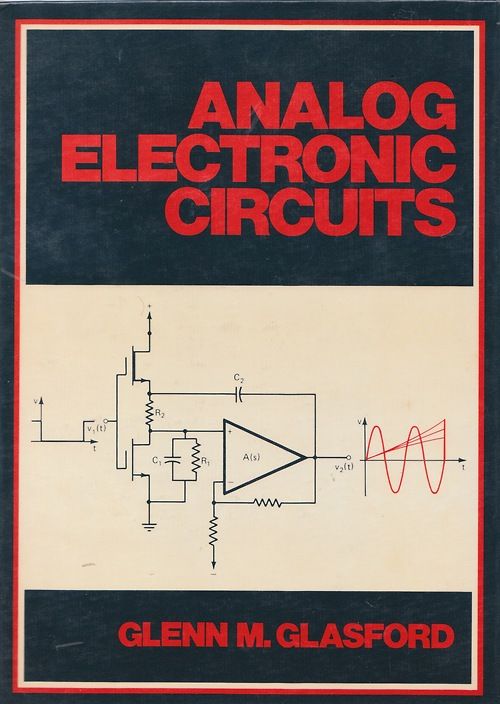 ANALOG
ELECTRONIC
CIRCUITS
+
C₂
v
v₁(t)
t
R₂
C₁
R₁
+
A(s)
−
v₂(t)
v
t
−
GLENN M. GLASFORD